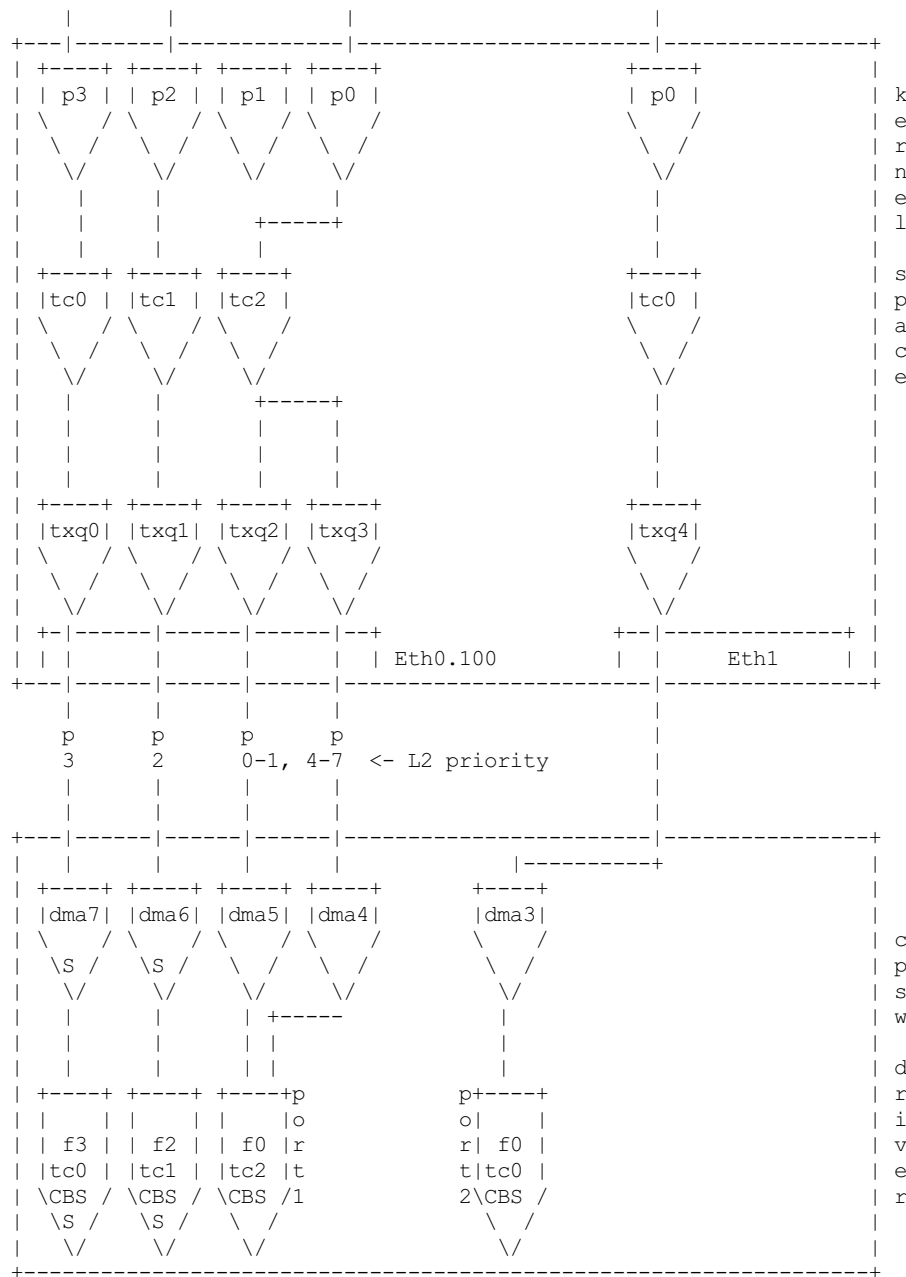 p3 p2 p1 p0 p0 k
e
r
n
e
l
tc0 tc1 tc2 tc0 s
p
a
c
e
txq0 txq1 txq2 txq3 txq4
Eth0.100 Eth1
p p p p
3 2 0-1, 4-7 <- L2 priority
dma7 dma6 dma5 dma4 dma3
c
S S p
s
w
d
p p r
o o i
f3 f2 f0 r r f0 v
tc0 tc1 tc2 t t tc0 e
CBS CBS CBS 1 2 CBS r
S S